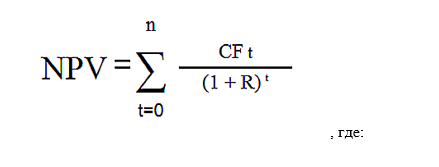 n
NPV = ∑ CF t / (1 + R) t
t=0
, где: